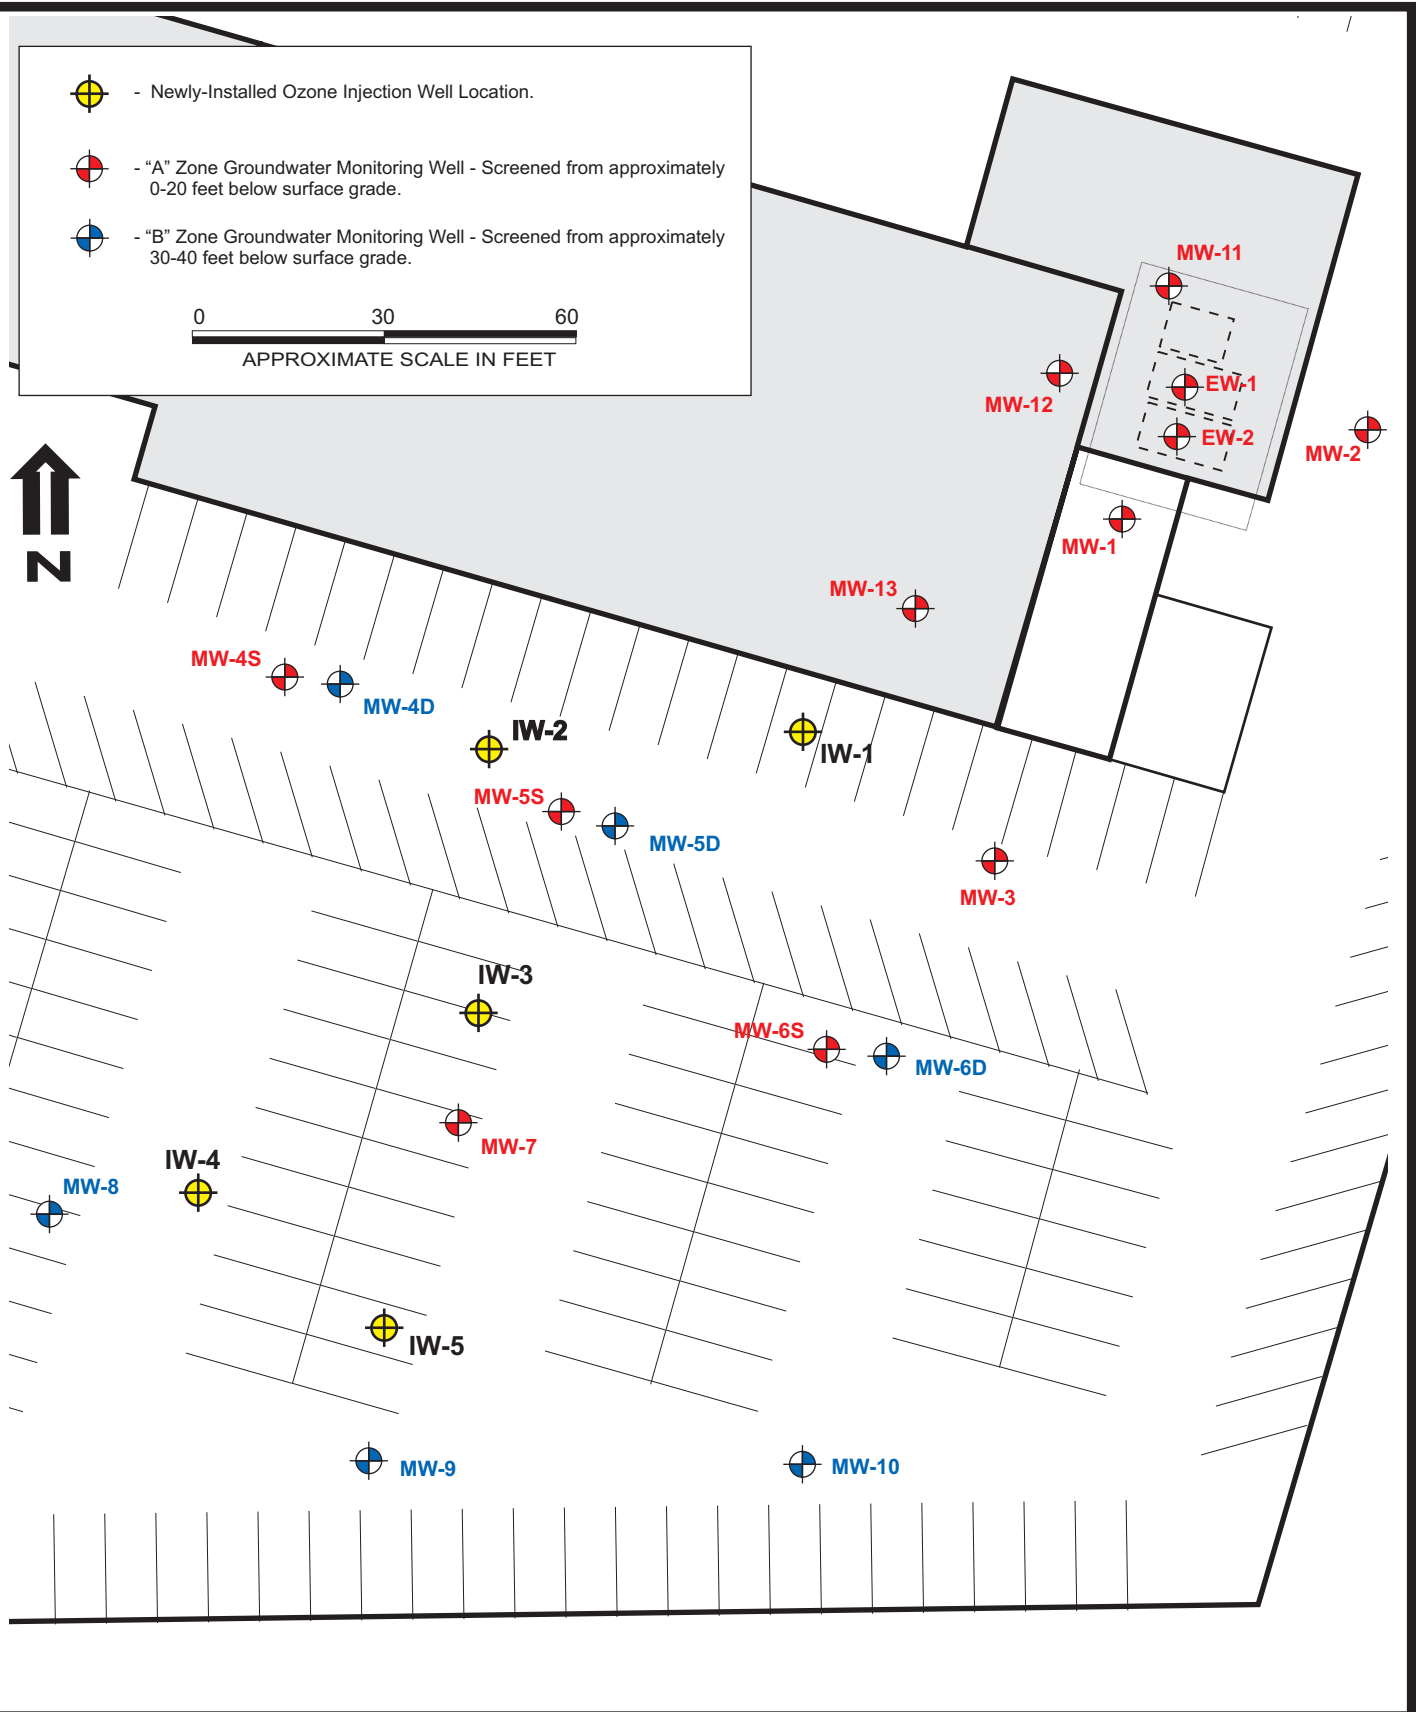 - Newly-Installed Ozone Injection Well Location.
- “A” Zone Groundwater Monitoring Well - Screened from approximately
0-20 feet below surface grade.
- “B” Zone Groundwater Monitoring Well - Screened from approximately
30-40 feet below surface grade.
0 30 60
APPROXIMATE SCALE IN FEET
MW-11
EW-1
MW-12
EW-2
MW-2
N
MW-1
MW-13
MW-4S
MW-4D
IW-2
IW-1
MW-5S
MW-5D
MW-3
IW-3
MW-6S
MW-6D
MW-7
IW-4
MW-8
IW-5
MW-9
MW-10